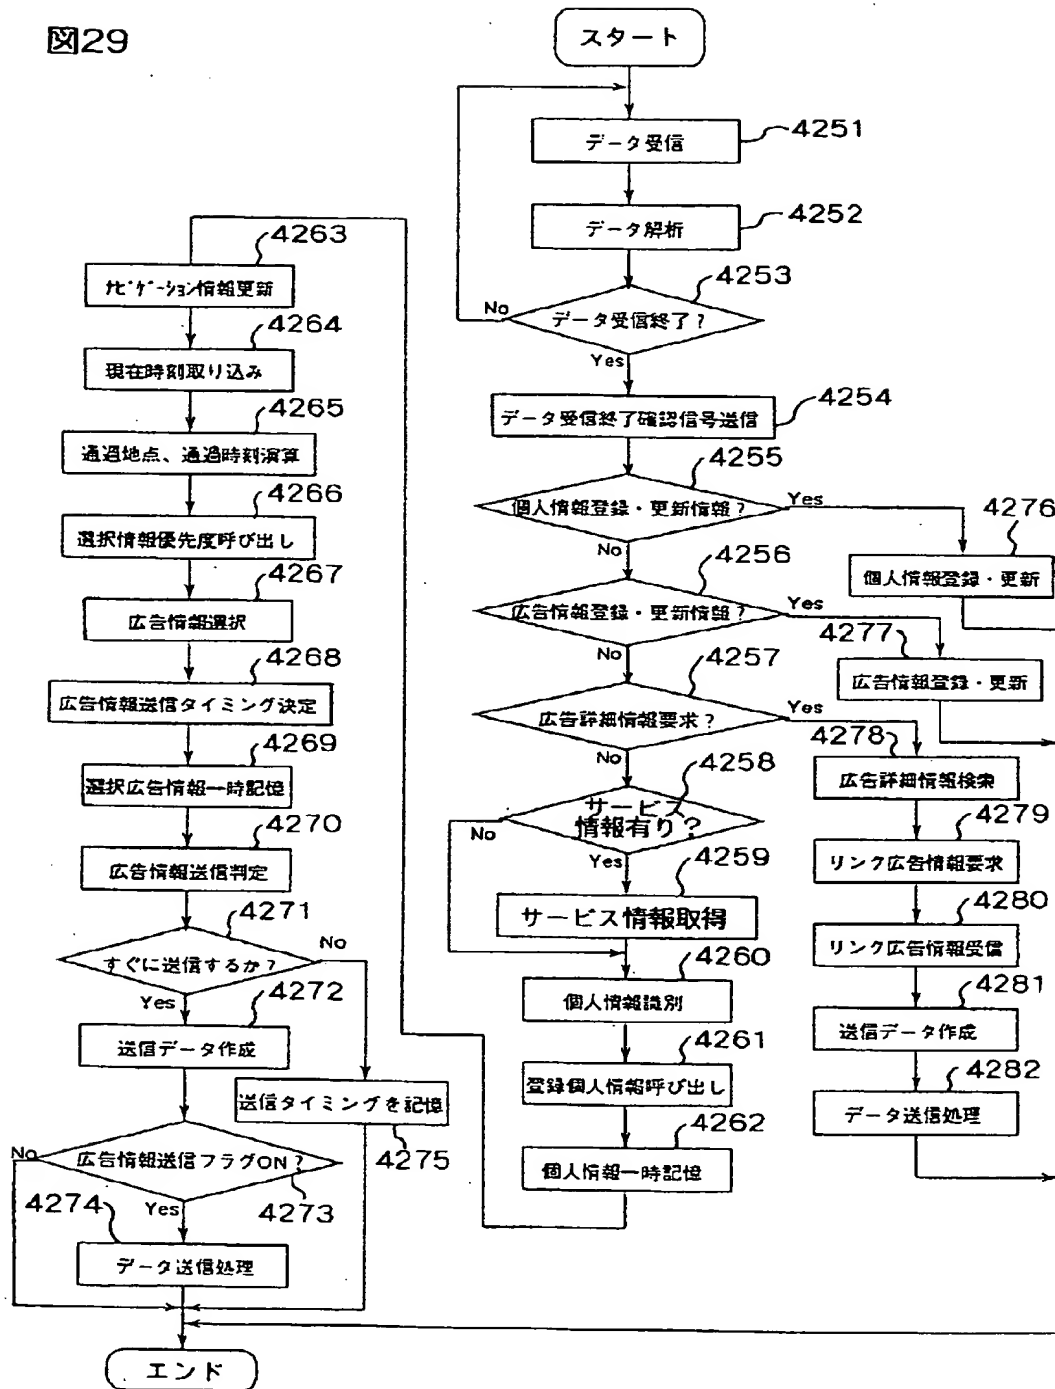 図29
スタート
データ受信
4251
データ解析
4252
データ受信終了?
4253
No
Yes
データ受信終了確認信号送信
4254
個人情報登録・更新情報?
4255
Yes
No
個人情報登録・更新
4276
広告情報登録・更新情報?
4256
Yes
No
広告情報登録・更新
4277
広告詳細情報要求?
4257
Yes
No
サービス
情報有り?
4258
No
Yes
サービス情報取得
4259
個人情報識別
4260
登録個人情報呼び出し
4261
個人情報一時記憶
4262
広告詳細情報検索
4278
リンク広告情報要求
4279
リンク広告情報受信
4280
送信データ作成
4281
データ送信処理
4282
ナビゲーション情報更新
4263
現在時刻取り込み
4264
通過地点、通過時刻演算
4265
選択情報優先度呼び出し
4266
広告情報選択
4267
広告情報送信タイミング決定
4268
選択広告情報一時記憶
4269
広告情報送信判定
4270
すぐに送信するか?
4271
No
Yes
送信データ作成
4272
送信タイミングを記憶
4275
広告情報送信フラグON?
4273
No
Yes
データ送信処理
4274
エンド